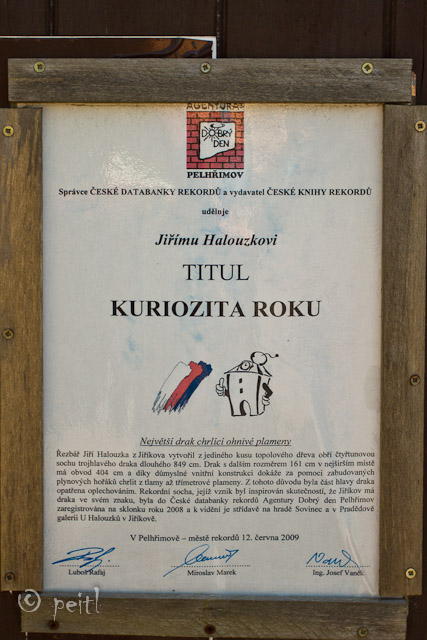 AGENTURA
DOBRÝ
DEN
PELHŘIMOV
Správce ČESKÉ DATABANKY REKORDŮ a vydavatel ČESKÉ KNIHY REKORDŮ
uděluje
Jiřímu Halouzkovi
TITUL
KURIOZITA ROKU
Největší drak chrlící ohnivé plameny
Řezbář Jiří Halouzka z Jiříkova vytvořil z jediného kusu topolového dřeva obří čtyřtunovou
sochu trojhlavého draka dlouhého 849 cm. Drak s dalším rozměrem 161 cm v nejširším místě
má obvod 404 cm a díky důmyslné vnitřní konstrukci dokáže za pomoci zabudovaných
plynových hořáků chrlit z tlamy až třímetrové plameny. Z tohoto důvodu byla část hlavy draka
opatřena oplechováním. Rekordní socha, jejíž vznik byl inspirován skutečností, že Jiříkov má
draka ve svém znaku, byla do České databanky rekordů Agentury Dobrý den Pelhřimov
zaregistrována na sklonku roku 2008 a k vidění je střídavě na hradě Sovinec a v Pradědově
galerii U Halouzků v Jiříkově.
V Pelhřimově – městě rekordů 12. června 2009
Luboš Rafaj Miroslav Marek Ing. Josef Vaněk
© peitl